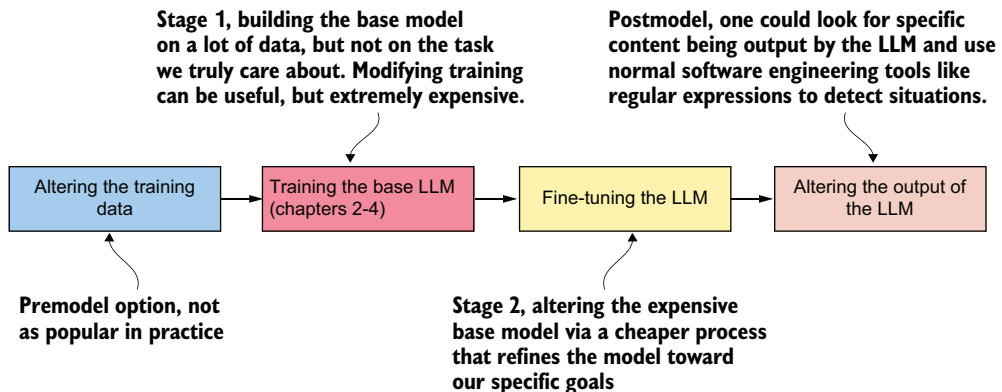 Stage 1, building the base model
on a lot of data, but not on the task
we truly care about. Modifying training
can be useful, but extremely expensive.
Postmodel, one could look for specific
content being output by the LLM and use
normal software engineering tools like
regular expressions to detect situations.
Altering the training
data
Training the base LLM
(chapters 2-4)
Fine-tuning the LLM
Altering the output of
the LLM
Premodel option, not
as popular in practice
Stage 2, altering the expensive
base model via a cheaper process
that refines the model toward
our specific goals